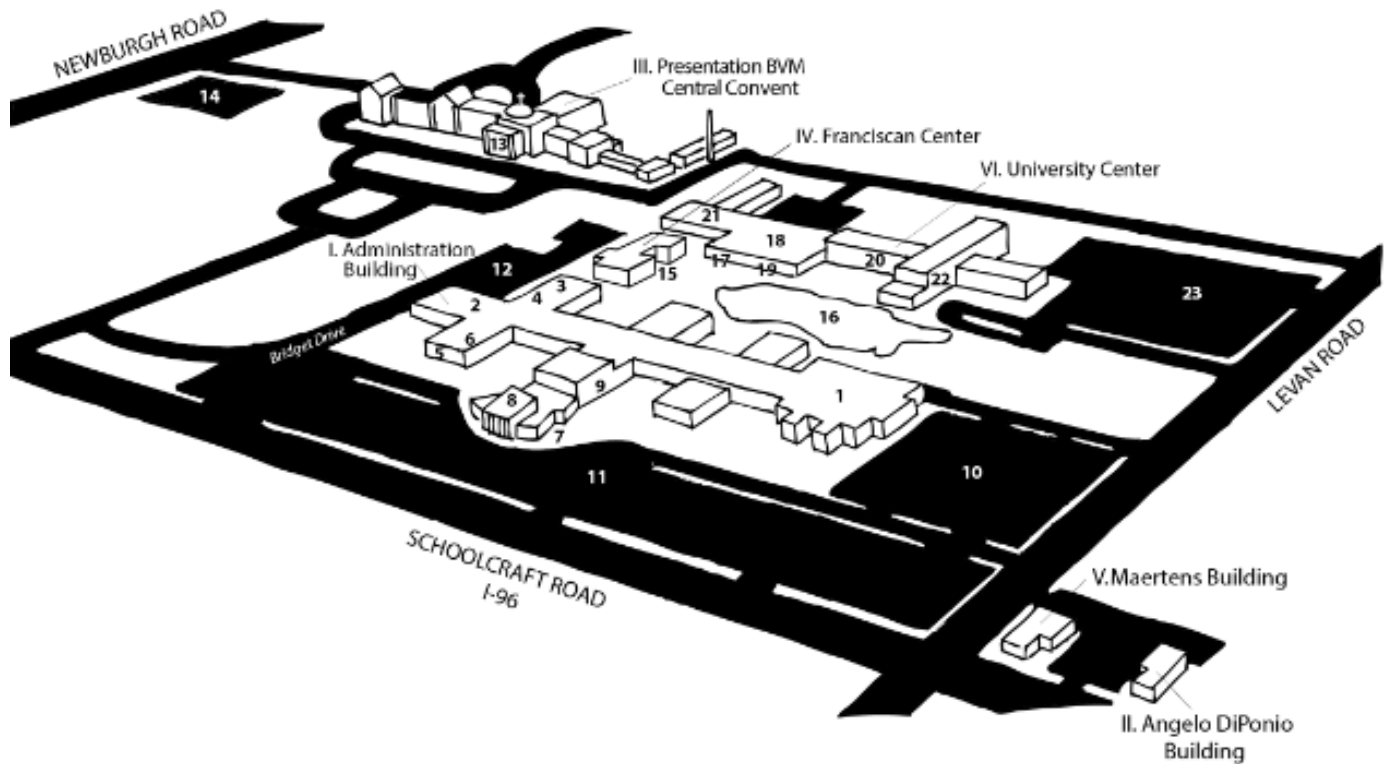 NEWBURGH ROAD
14
III. Presentation BVM
Central Convent
13
IV. Franciscan Center
VI. University Center
21
18
I. Administration
Building
12
17
19
20
15
22
23
3
2
4
16
Bridget Drive
6
5
LEVAN ROAD
9
8
1
7
11
10
SCHOOLCRAFT ROAD
I-96
V.Maertens Building
II. Angelo DiPonio
Building